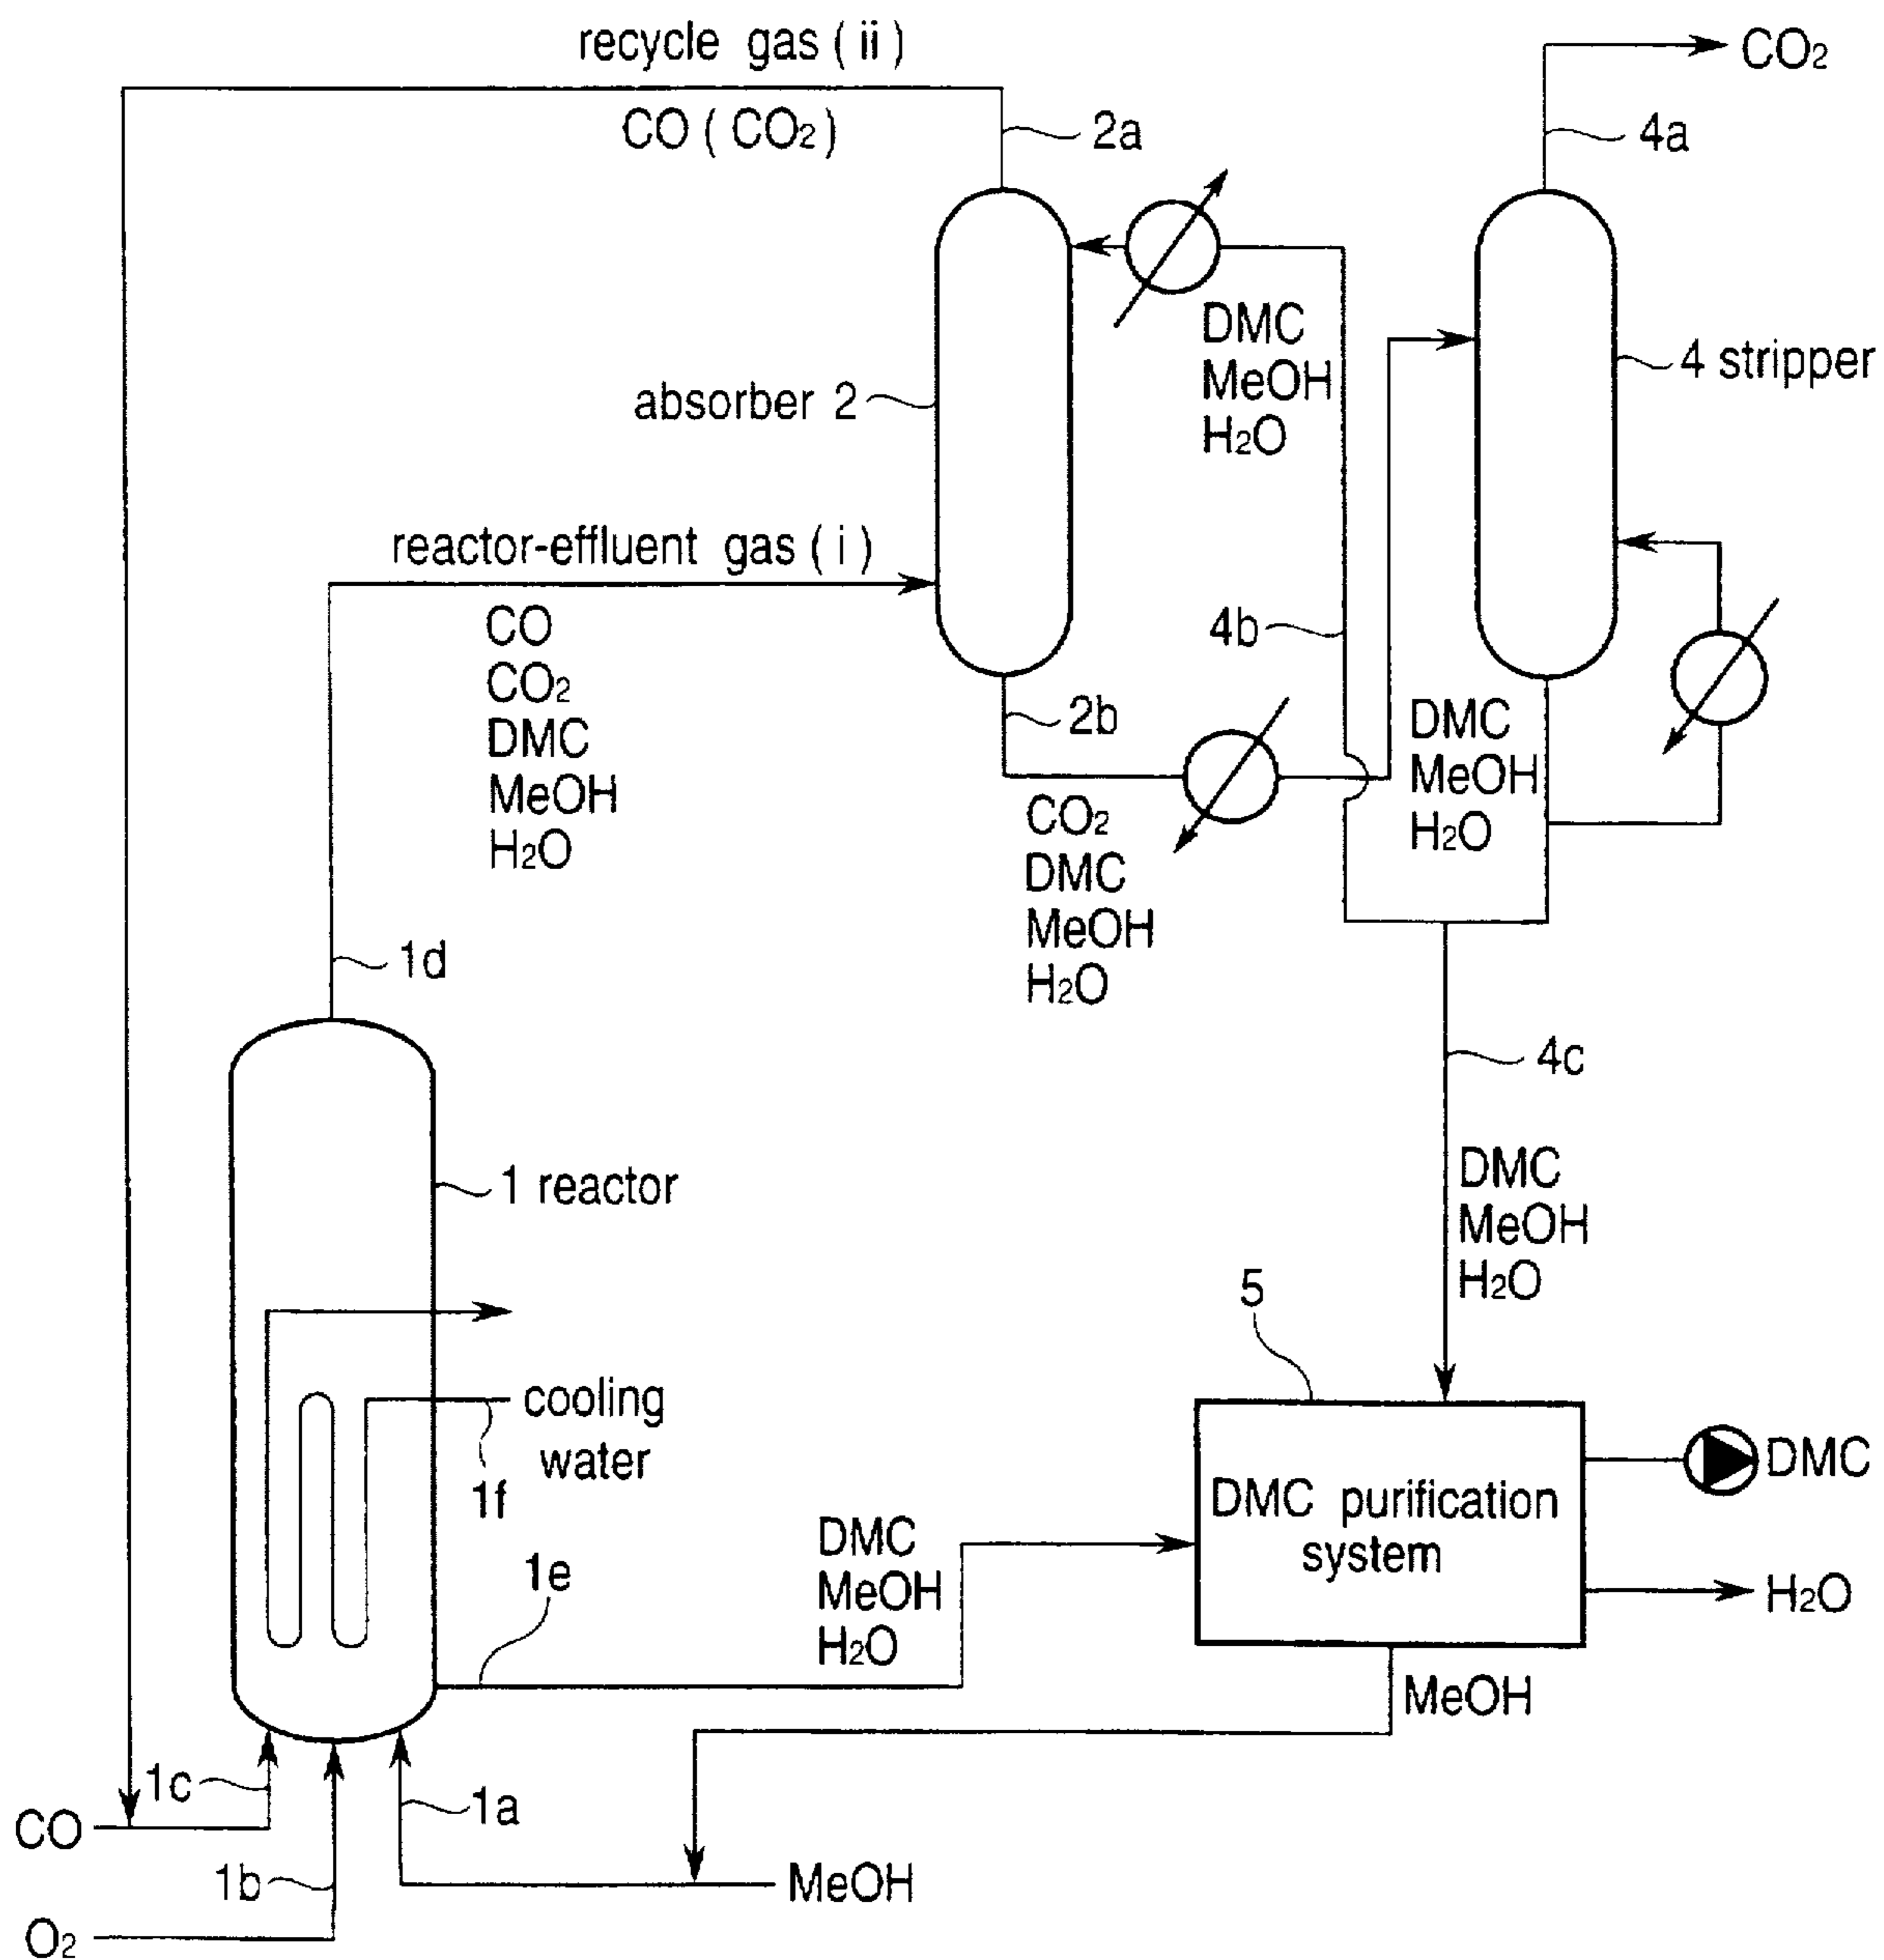 recycle gas ( ii )
CO ( CO₂ )
2a
CO₂
4a
absorber 2
DMC
MeOH
H₂O
4 stripper
reactor-effluent gas ( i )
CO
CO₂
DMC
MeOH
H₂O
4b
2b
CO₂
DMC
MeOH
H₂O
DMC
MeOH
H₂O
1d
4c
1 reactor
DMC
MeOH
H₂O
5
cooling
water
1f
DMC purification
system
DMC
H₂O
1e
DMC
MeOH
H₂O
MeOH
1c
CO
1a
1b
MeOH
O₂